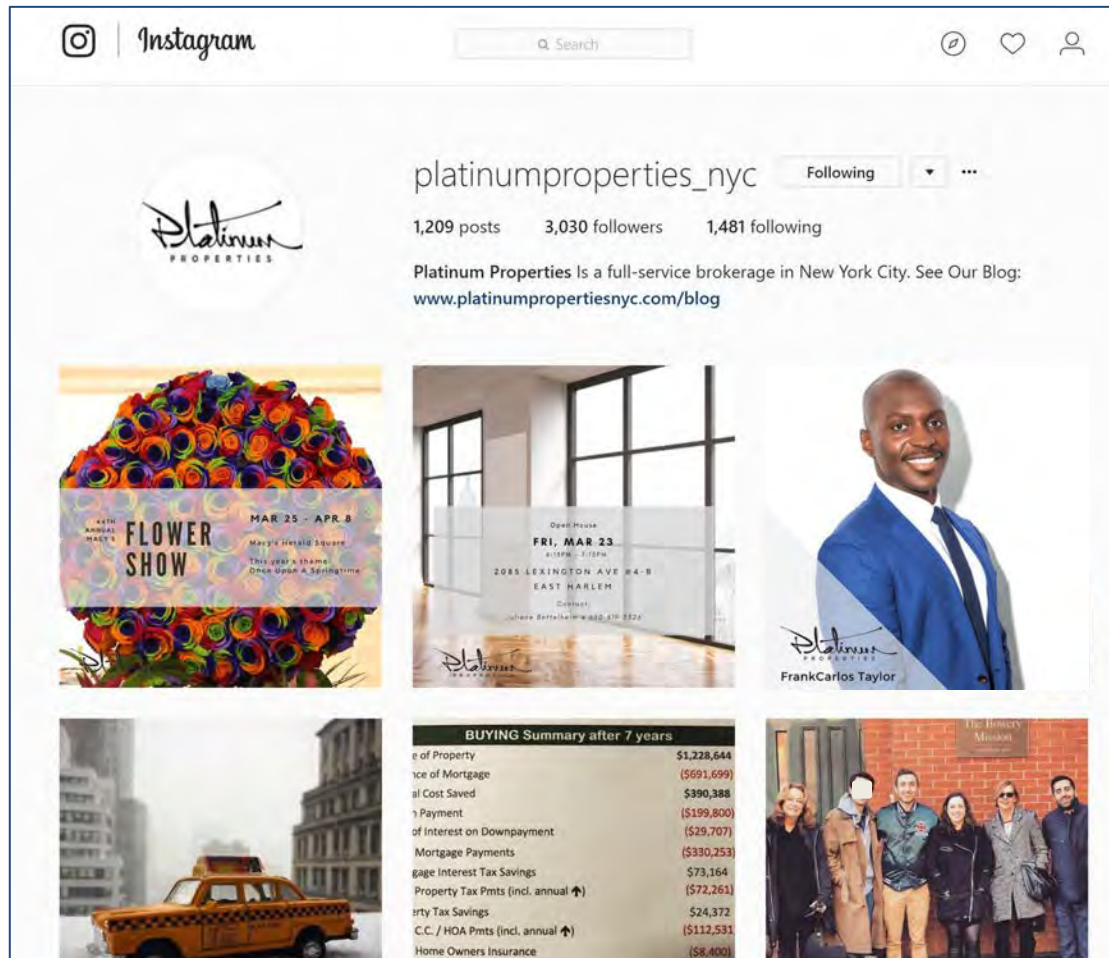 Instagram
Search
platinumproperties_nyc Following
1,209 posts 3,030 followers 1,481 following
Platinum Properties Is a full-service brokerage in New York City. See Our Blog:
www.platinumpropertiesnyc.com/blog
Platinum
PROPERTIES
44TH
ANNUAL
MACY'S
FLOWER
SHOW
MAR 25 - APR 8
Macy's Herald Square
This year's theme:
Once Upon A Springtime
Open House
FRI, MAR 23
2085 LEXINGTON AVE #4-B
EAST HARLEM
Contact:
Platinum
PROPERTIES
Platinum
PROPERTIES
FrankCarlos Taylor
BUYING Summary after 7 years
e of Property $1,228,644
nce of Mortgage ($691,699)
al Cost Saved $390,388
Payment ($199,800)
of Interest on Downpayment ($29,707)
Mortgage Payments ($330,253)
gage Interest Tax Savings $73,164
Property Tax Pmts (incl. annual ↑) ($72,261)
erty Tax Savings $24,372
C.C. / HOA Pmts (incl. annual ↑) ($112,531
Home Owners Insurance ($8,400)
The Bowery
Mission